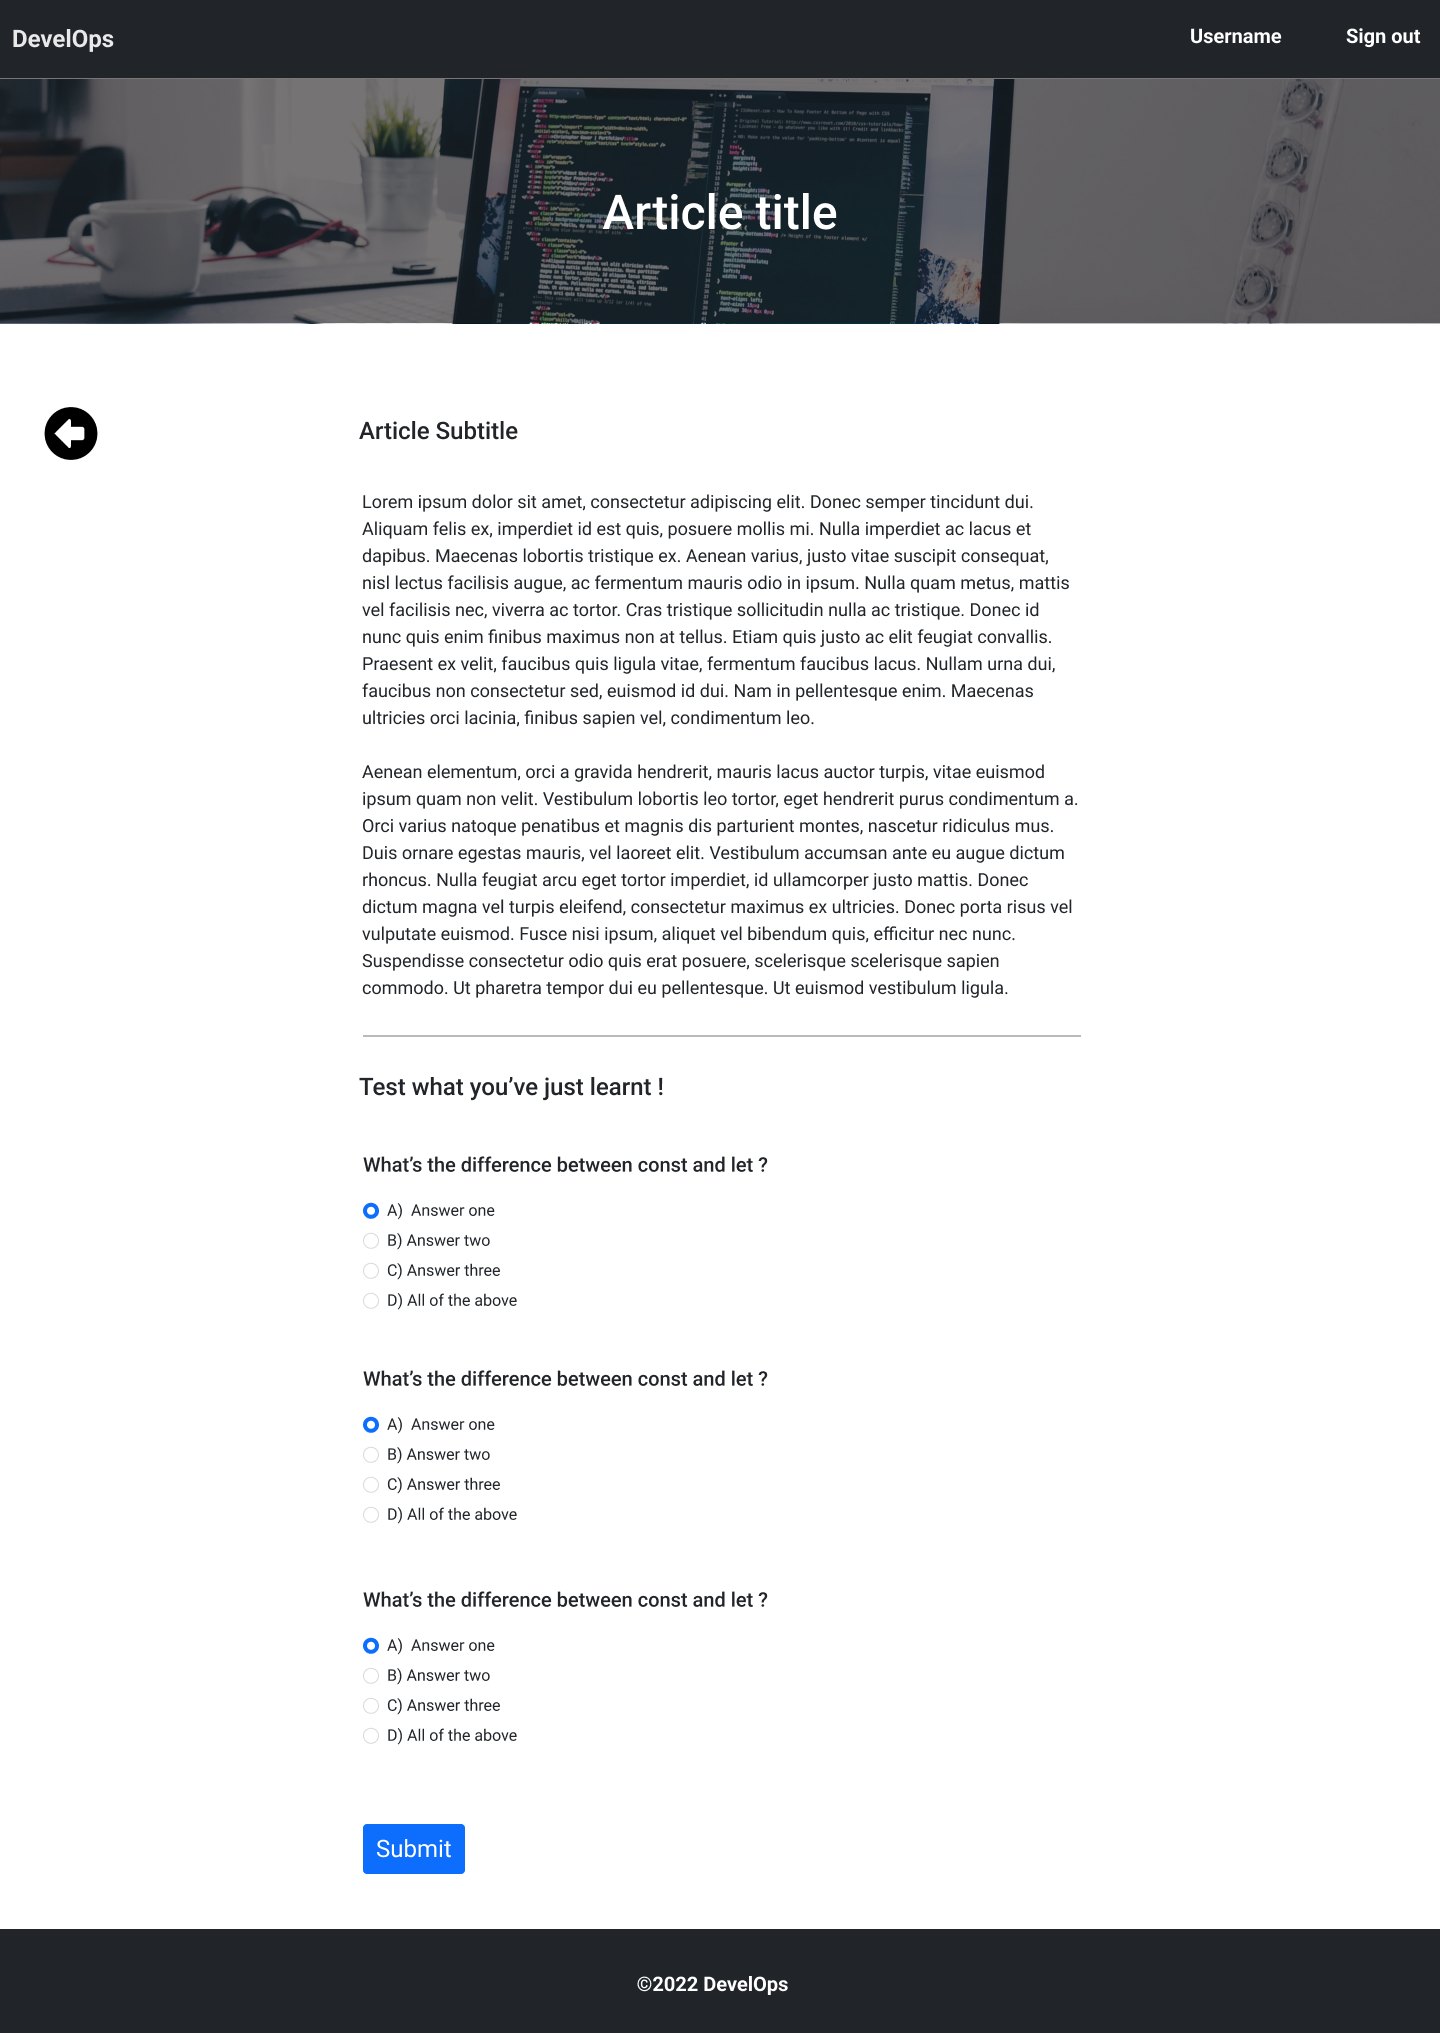 DevelOps
Username
Sign out
Article title
Article Subtitle
Lorem ipsum dolor sit amet, consectetur adipiscing elit. Donec semper tincidunt dui.
Aliquam felis ex, imperdiet id est quis, posuere mollis mi. Nulla imperdiet ac lacus et
dapibus. Maecenas lobortis tristique ex. Aenean varius, justo vitae suscipit consequat,
nisl lectus facilisis augue, ac fermentum mauris odio in ipsum. Nulla quam metus, mattis
vel facilisis nec, viverra ac tortor. Cras tristique sollicitudin nulla ac tristique. Donec id
nunc quis enim finibus maximus non at tellus. Etiam quis justo ac elit feugiat convallis.
Praesent ex velit, faucibus quis ligula vitae, fermentum faucibus lacus. Nullam urna dui,
faucibus non consectetur sed, euismod id dui. Nam in pellentesque enim. Maecenas
ultricies orci lacinia, finibus sapien vel, condimentum leo.
Aenean elementum, orci a gravida hendrerit, mauris lacus auctor turpis, vitae euismod
ipsum quam non velit. Vestibulum lobortis leo tortor, eget hendrerit purus condimentum a.
Orci varius natoque penatibus et magnis dis parturient montes, nascetur ridiculus mus.
Duis ornare egestas mauris, vel laoreet elit. Vestibulum accumsan ante eu augue dictum
rhoncus. Nulla feugiat arcu eget tortor imperdiet, id ullamcorper justo mattis. Donec
dictum magna vel turpis eleifend, consectetur maximus ex ultricies. Donec porta risus vel
vulputate euismod. Fusce nisi ipsum, aliquet vel bibendum quis, efficitur nec nunc.
Suspendisse consectetur odio quis erat posuere, scelerisque scelerisque sapien
commodo. Ut pharetra tempor dui eu pellentesque. Ut euismod vestibulum ligula.
Test what you’ve just learnt !
What’s the difference between const and let ?
A)  Answer one
B) Answer two
C) Answer three
D) All of the above
What’s the difference between const and let ?
A)  Answer one
B) Answer two
C) Answer three
D) All of the above
What’s the difference between const and let ?
A)  Answer one
B) Answer two
C) Answer three
D) All of the above
Submit
©2022 DevelOps